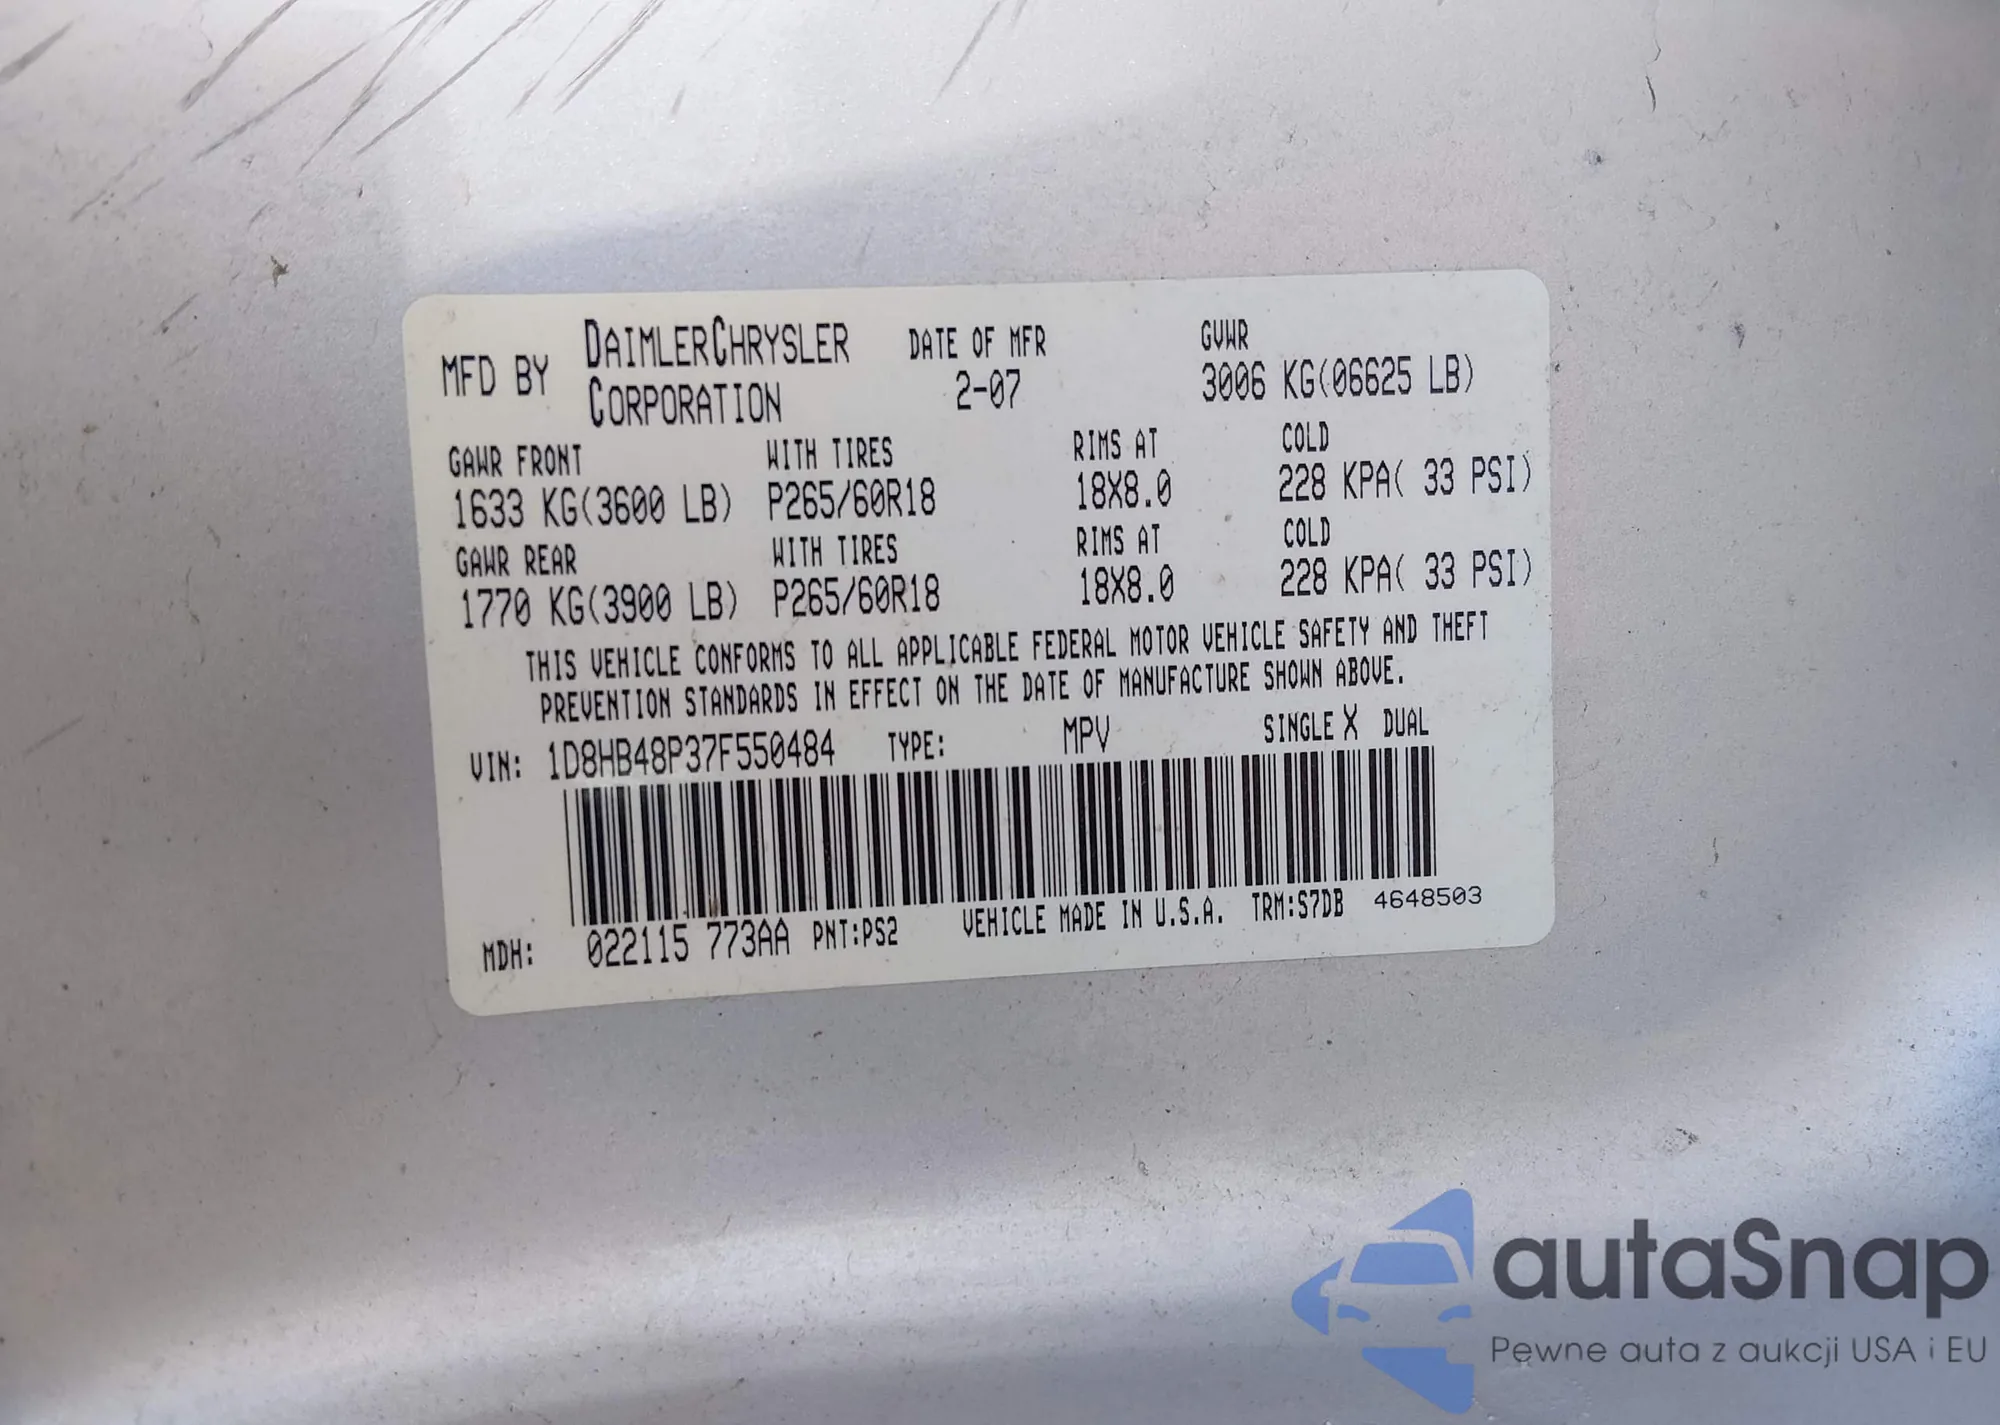 MFD BY DAIMLERCHRYSLER CORPORATION DATE OF MFR 2-07 GVWR 3006 KG(06625 LB)
GAWR FRONT WITH TIRES RIMS AT COLD
1633 KG(3600 LB) P265/60R18 18X8.0 228 KPA( 33 PSI)
GAWR REAR WITH TIRES RIMS AT COLD
1770 KG(3900 LB) P265/60R18 18X8.0 228 KPA( 33 PSI)
THIS VEHICLE CONFORMS TO ALL APPLICABLE FEDERAL MOTOR VEHICLE SAFETY AND THEFT
PREVENTION STANDARDS IN EFFECT ON THE DATE OF MANUFACTURE SHOWN ABOVE.
VIN: 1D8HB48P37F550484 TYPE: MPV SINGLE X DUAL
MDH: 022115 773AA PNT:PS2 VEHICLE MADE IN U.S.A. TRM:S7DB 4648503
autaSnap
Pewne auta z aukcji USA i EU